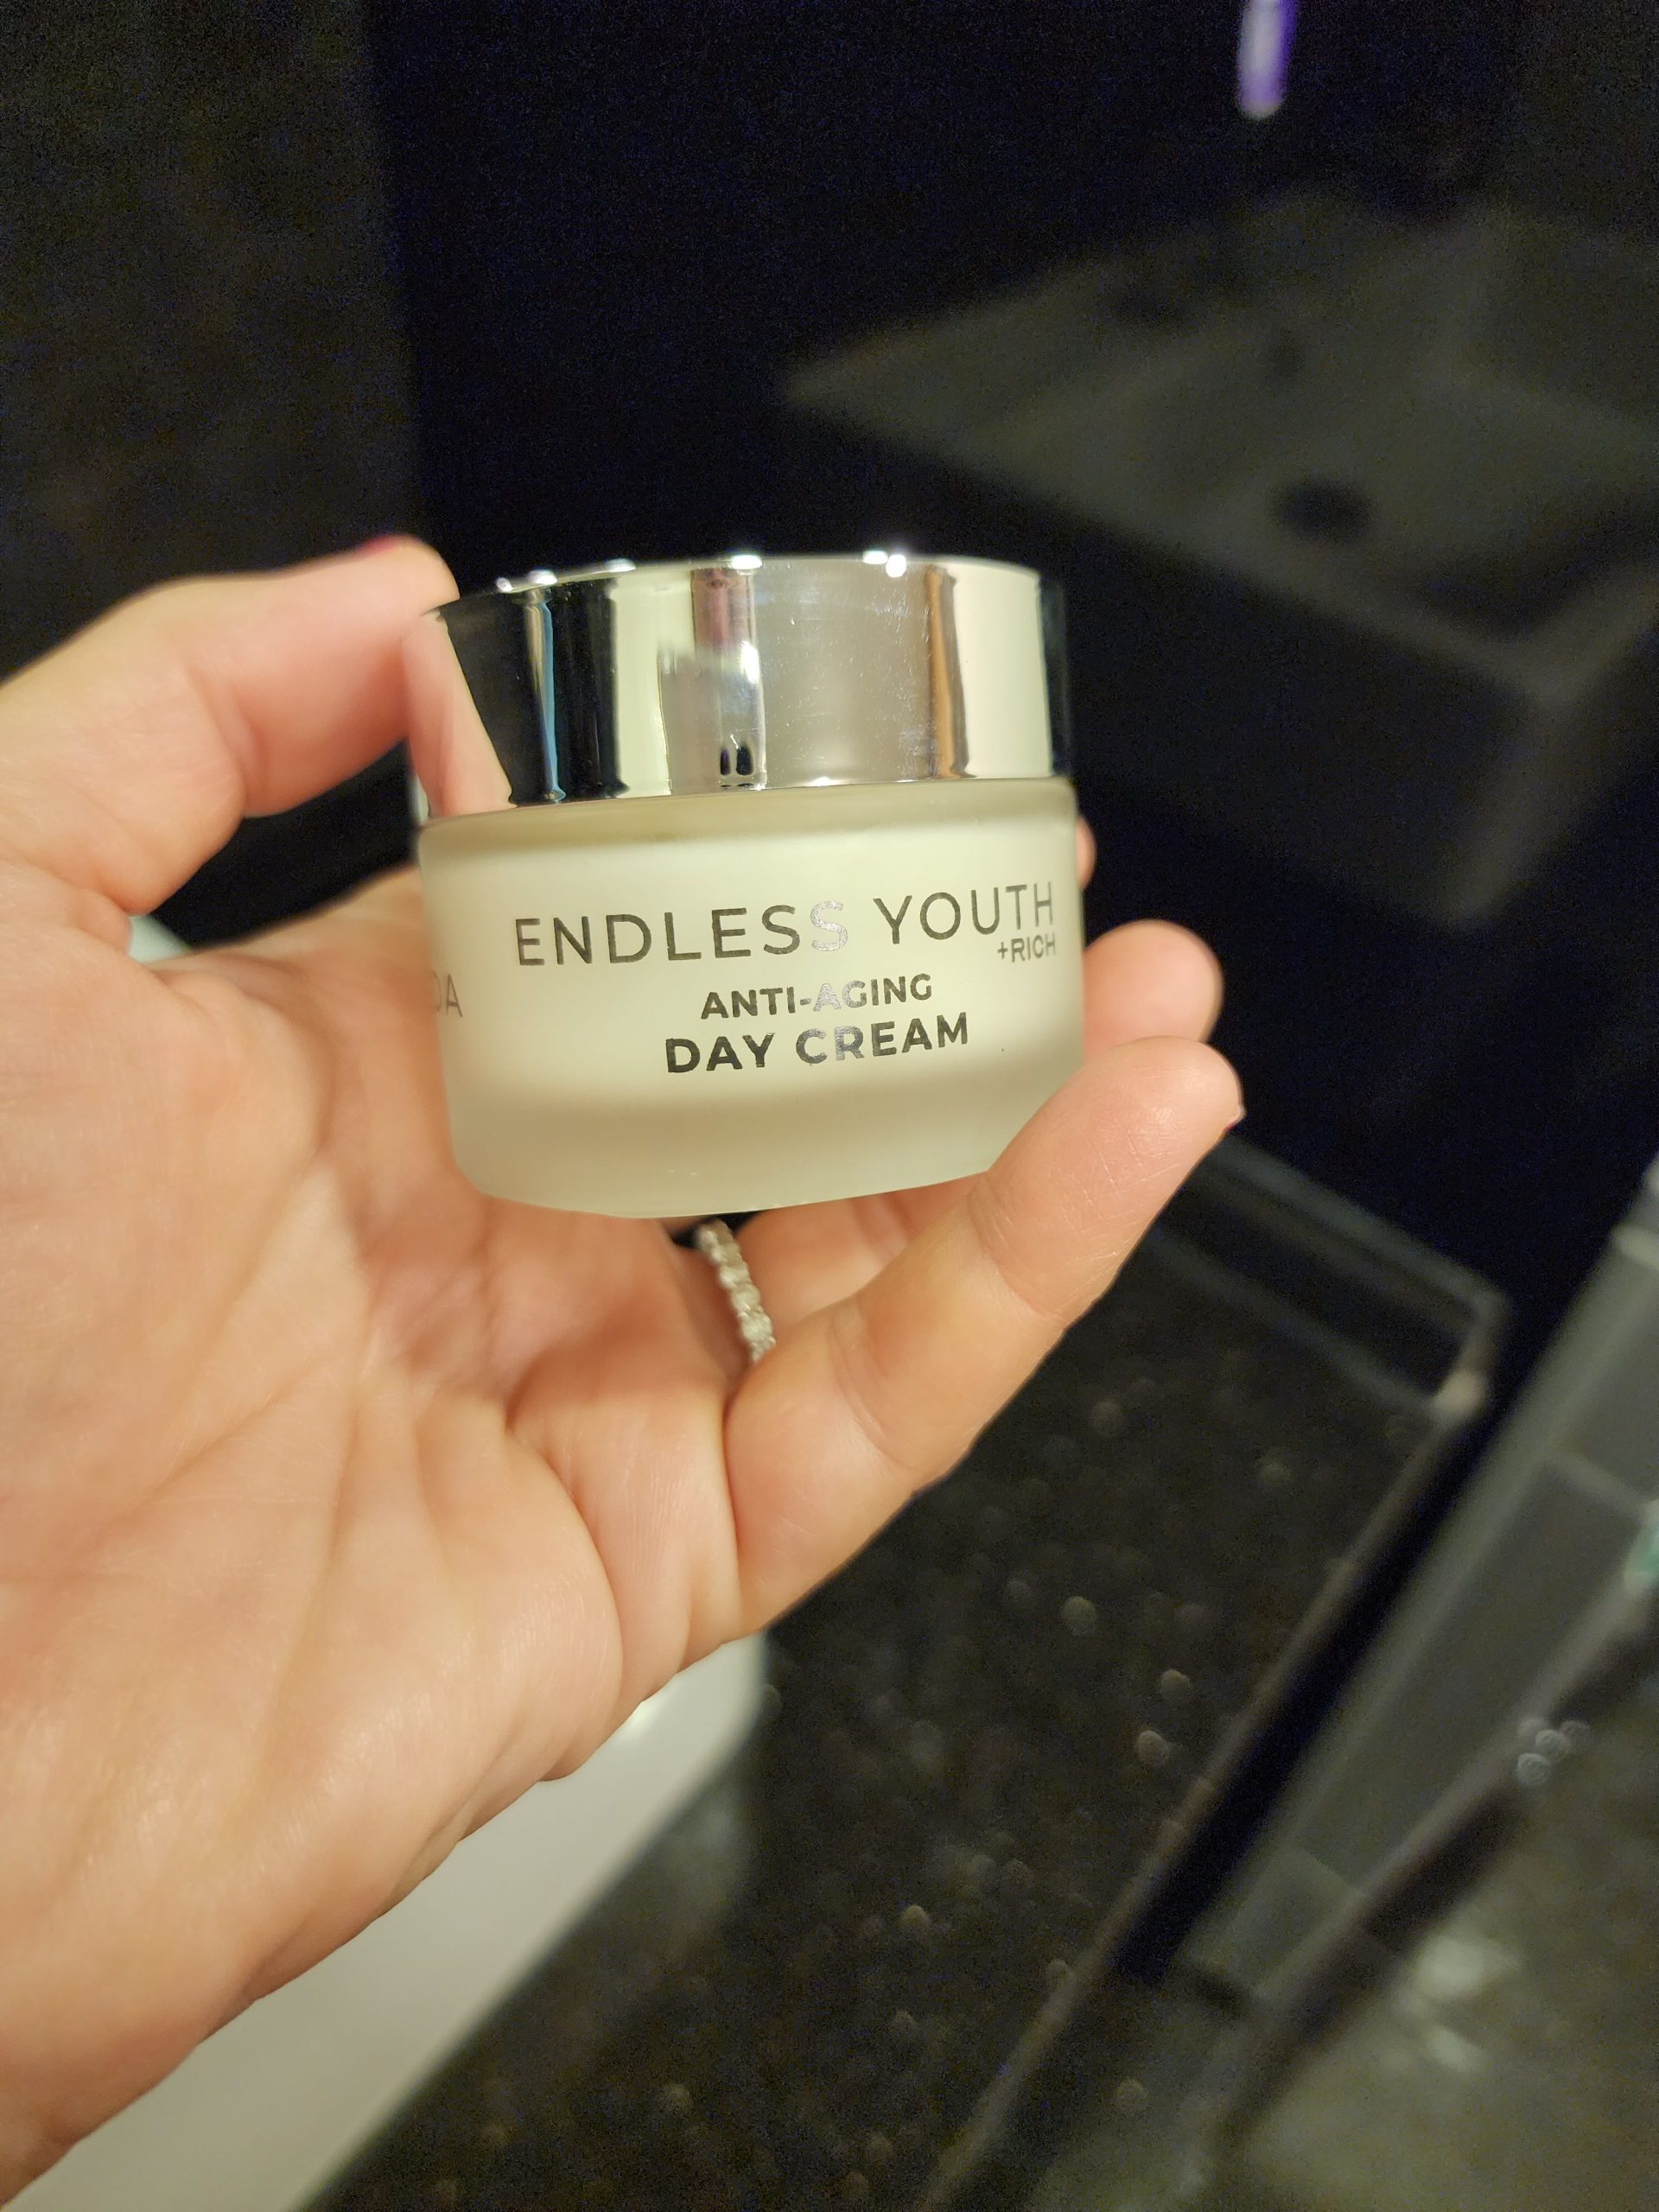 ENDLESS YOUTH
+RICH
ANTI-AGING
DAY CREAM